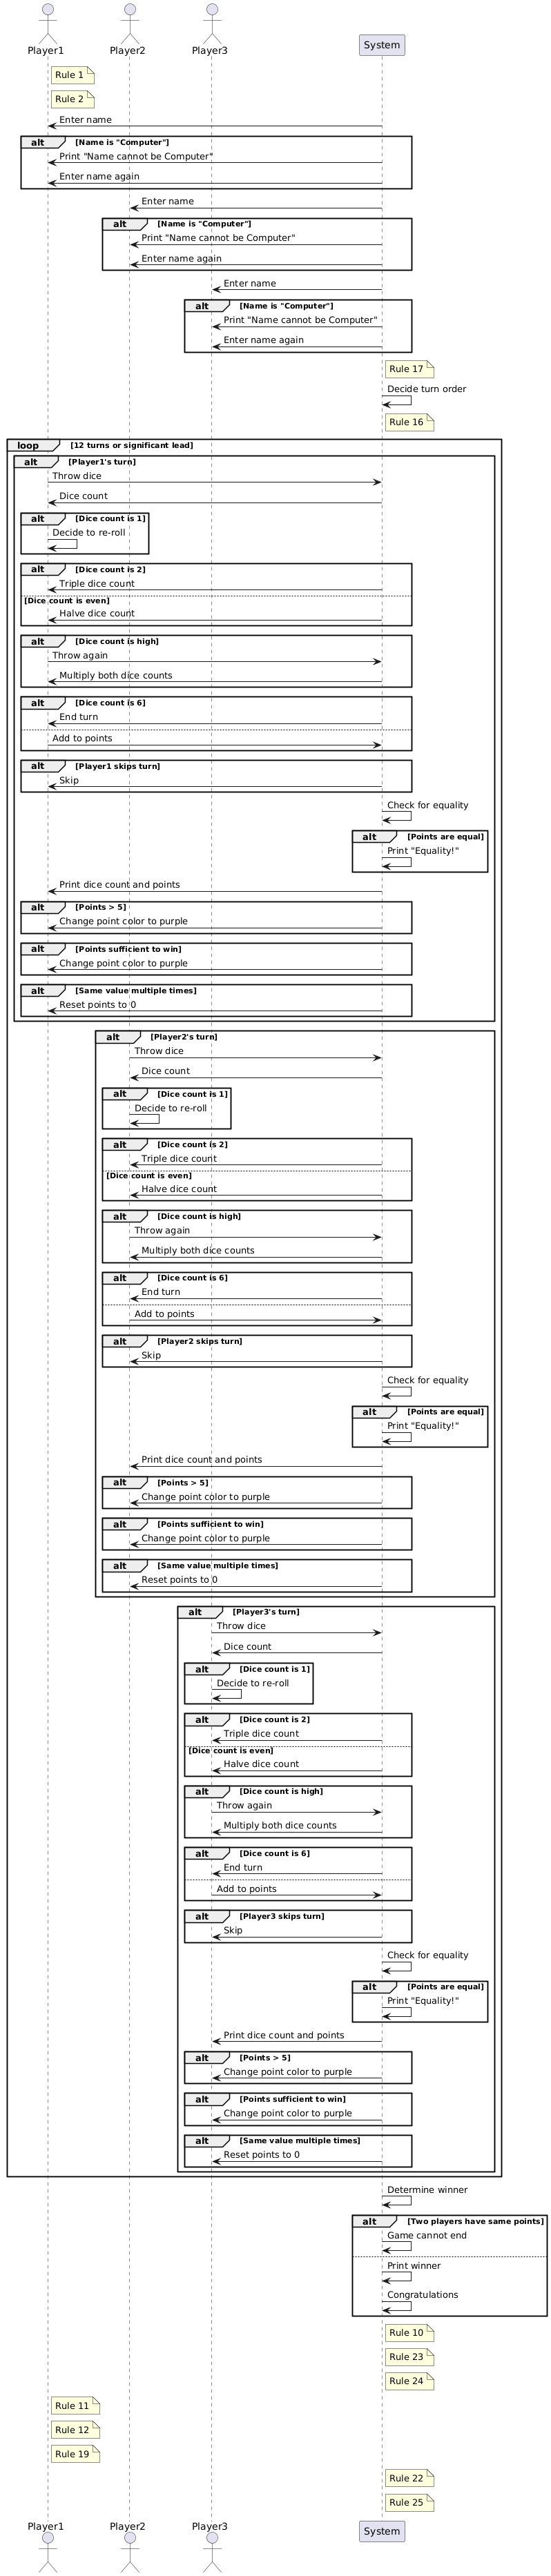 Player1 Player2 Player3 System
Rule 1
Rule 2
Enter name
alt [Name is "Computer"]
Print "Name cannot be Computer"
Enter name again
Enter name
alt [Name is "Computer"]
Print "Name cannot be Computer"
Enter name again
Enter name
alt [Name is "Computer"]
Print "Name cannot be Computer"
Enter name again
Rule 17
Decide turn order
Rule 16
loop [12 turns or significant lead]
alt [Player1's turn]
Throw dice
Dice count
alt [Dice count is 1]
Decide to re-roll
alt [Dice count is 2]
Triple dice count
[Dice count is even]
Halve dice count
alt [Dice count is high]
Throw again
Multiply both dice counts
alt [Dice count is 6]
End turn
Add to points
alt [Player1 skips turn]
Skip
Check for equality
alt [Points are equal]
Print "Equality!"
Print dice count and points
alt [Points > 5]
Change point color to purple
alt [Points sufficient to win]
Change point color to purple
alt [Same value multiple times]
Reset points to 0
alt [Player2's turn]
Throw dice
Dice count
alt [Dice count is 1]
Decide to re-roll
alt [Dice count is 2]
Triple dice count
[Dice count is even]
Halve dice count
alt [Dice count is high]
Throw again
Multiply both dice counts
alt [Dice count is 6]
End turn
Add to points
alt [Player2 skips turn]
Skip
Check for equality
alt [Points are equal]
Print "Equality!"
Print dice count and points
alt [Points > 5]
Change point color to purple
alt [Points sufficient to win]
Change point color to purple
alt [Same value multiple times]
Reset points to 0
alt [Player3's turn]
Throw dice
Dice count
alt [Dice count is 1]
Decide to re-roll
alt [Dice count is 2]
Triple dice count
[Dice count is even]
Halve dice count
alt [Dice count is high]
Throw again
Multiply both dice counts
alt [Dice count is 6]
End turn
Add to points
alt [Player3 skips turn]
Skip
Check for equality
alt [Points are equal]
Print "Equality!"
Print dice count and points
alt [Points > 5]
Change point color to purple
alt [Points sufficient to win]
Change point color to purple
alt [Same value multiple times]
Reset points to 0
Determine winner
alt [Two players have same points]
Game cannot end
Print winner
Congratulations
Rule 10
Rule 23
Rule 24
Rule 11
Rule 12
Rule 19
Rule 22
Rule 25
Player1 Player2 Player3 System